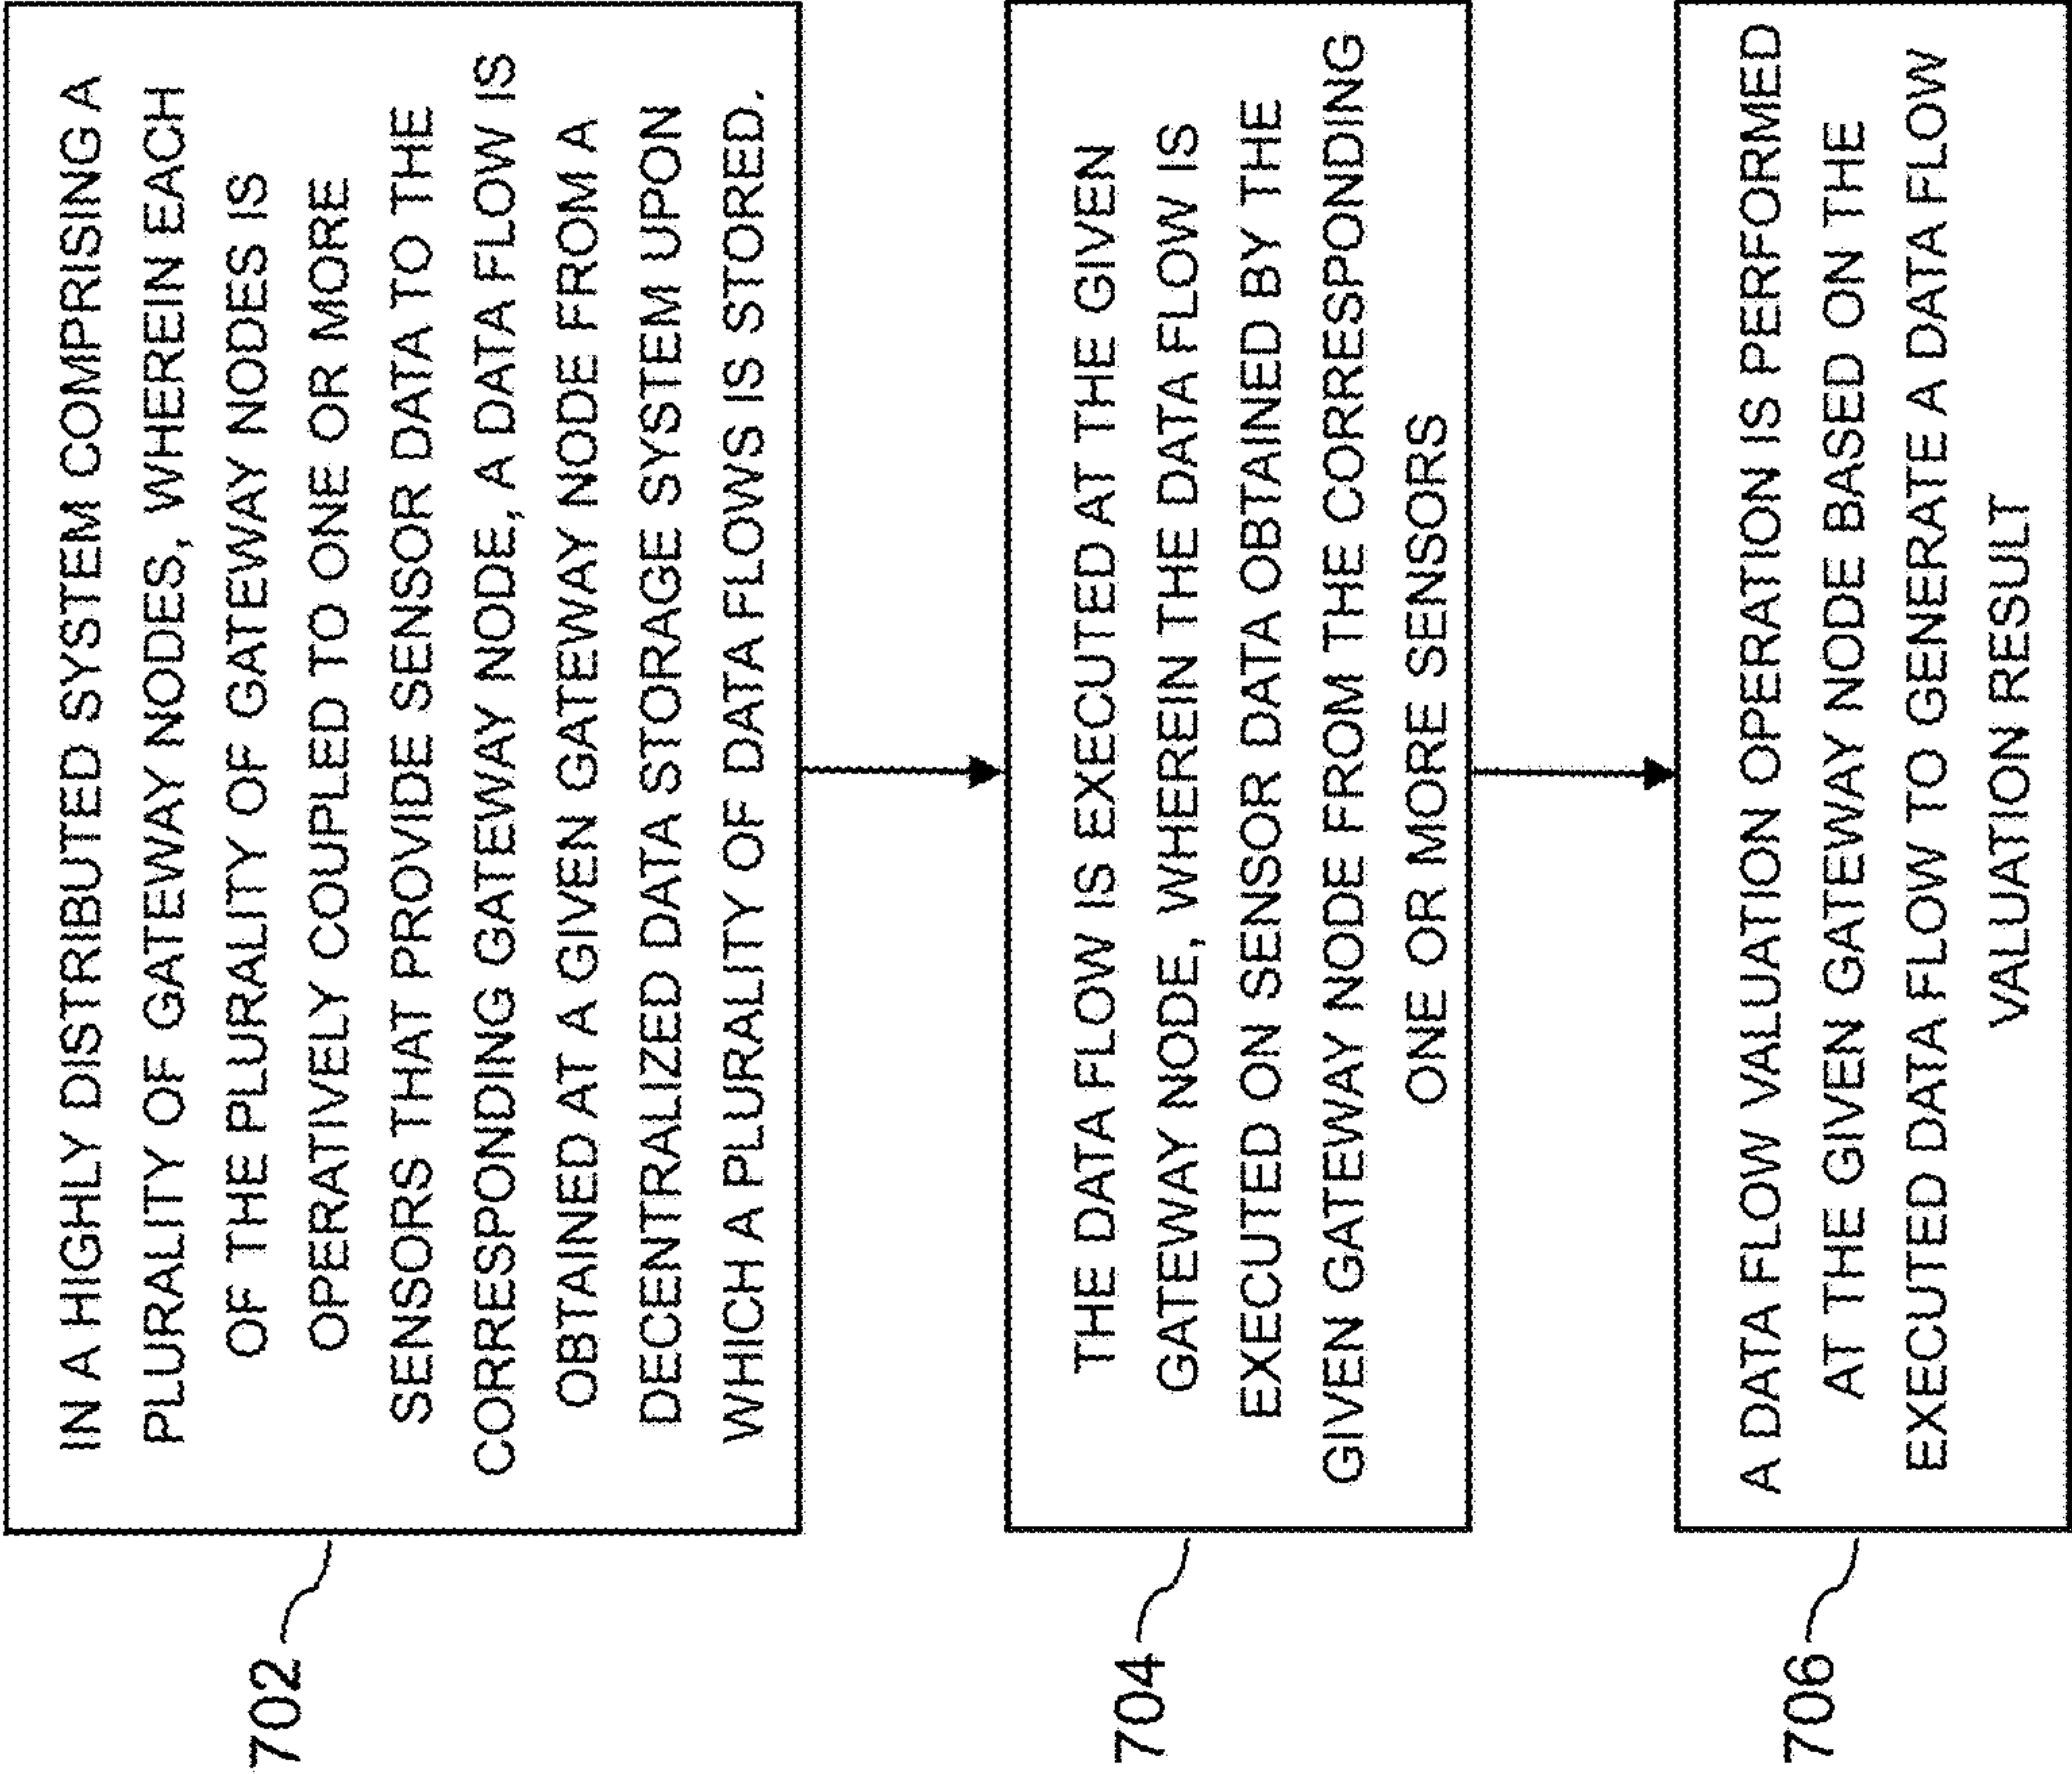 702
IN A HIGHLY DISTRIBUTED SYSTEM COMPRISING A
PLURALITY OF GATEWAY NODES, WHEREIN EACH
OF THE PLURALITY OF GATEWAY NODES IS
OPERATIVELY COUPLED TO ONE OR MORE
SENSORS THAT PROVIDE SENSOR DATA TO THE
CORRESPONDING GATEWAY NODE, A DATA FLOW IS
OBTAINED AT A GIVEN GATEWAY NODE FROM A
DECENTRALIZED DATA STORAGE SYSTEM UPON
WHICH A PLURALITY OF DATA FLOWS IS STORED.
704
THE DATA FLOW IS EXECUTED AT THE GIVEN
GATEWAY NODE, WHEREIN THE DATA FLOW IS
EXECUTED ON SENSOR DATA OBTAINED BY THE
GIVEN GATEWAY NODE FROM THE CORRESPONDING
ONE OR MORE SENSORS
706
A DATA FLOW VALUATION OPERATION IS PERFORMED
AT THE GIVEN GATEWAY NODE BASED ON THE
EXECUTED DATA FLOW TO GENERATE A DATA FLOW
VALUATION RESULT